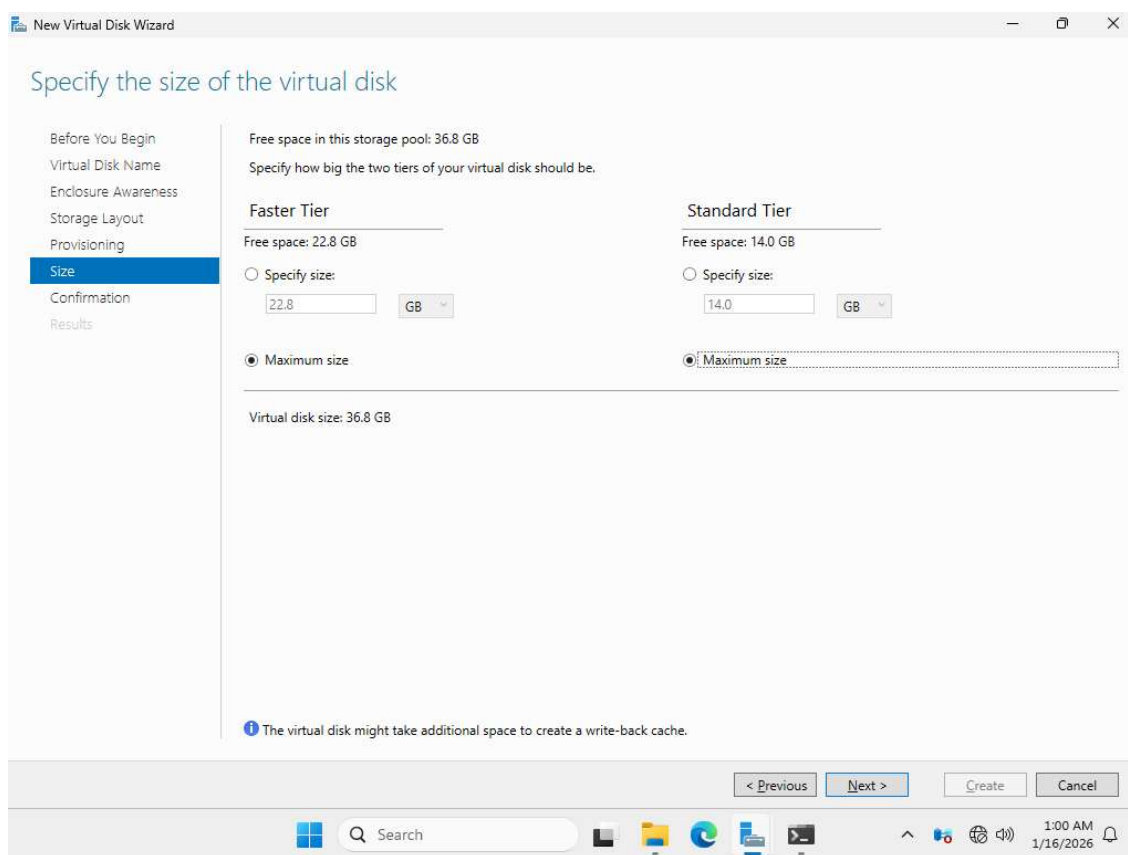 New Virtual Disk Wizard
Specify the size of the virtual disk
Before You Begin
Virtual Disk Name
Enclosure Awareness
Storage Layout
Provisioning
Size
Confirmation
Results
Free space in this storage pool: 36.8 GB
Specify how big the two tiers of your virtual disk should be.
Faster Tier
Free space: 22.8 GB
Specify size:
22.8 GB
Maximum size
Standard Tier
Free space: 14.0 GB
Specify size:
14.0 GB
Maximum size
Virtual disk size: 36.8 GB
The virtual disk might take additional space to create a write-back cache.
< Previous Next > Create Cancel
Search
1:00 AM
1/16/2026